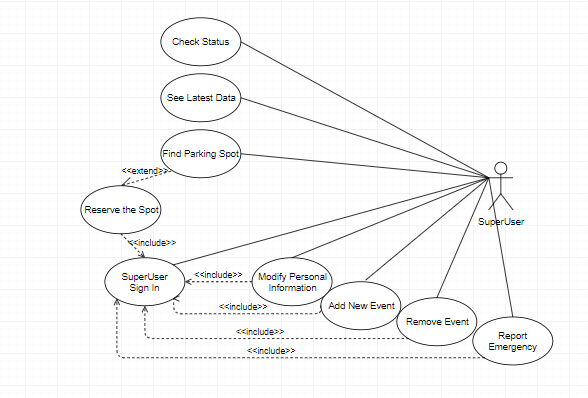 Check Status
See Latest Data
Find Parking Spot
<<extend>>
Reserve the Spot
SuperUser
<<include>>
SuperUser
Sign In
<<include>>
Modify Personal
Information
<<include>>
Add New Event
<<include>>
Remove Event
<<include>>
Report
Emergency